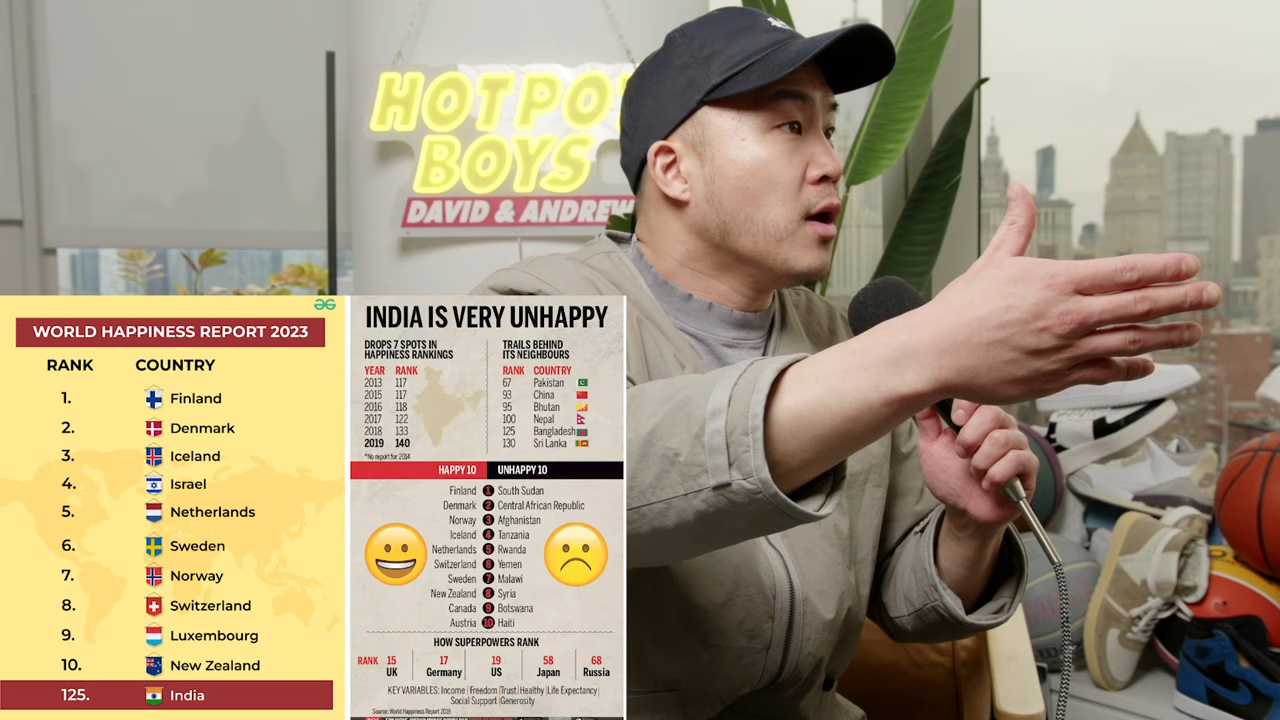 HOTPO
BOYS
DAVID & ANDREW
WORLD HAPPINESS REPORT 2023
RANK COUNTRY
1. Finland
2. Denmark
3. Iceland
4. Israel
5. Netherlands
6. Sweden
7. Norway
8. Switzerland
9. Luxembourg
10. New Zealand
125. India
INDIA IS VERY UNHAPPY
DROPS 7 SPOTS IN
HAPPINESS RANKINGS
YEAR RANK
2013 117
2015 117
2016 118
2017 122
2018 133
2019 140
*No report for 2014
TRAILS BEHIND
ITS NEIGHBOURS
RANK COUNTRY
67 Pakistan
93 China
95 Bhutan
100 Nepal
125 Bangladesh
130 Sri Lanka
HAPPY 10 UNHAPPY 10
Finland 1 South Sudan
Denmark 2 Central African Republic
Norway 3 Afghanistan
Iceland 4 Tanzania
Netherlands 5 Rwanda
Switzerland 6 Yemen
Sweden 7 Malawi
New Zealand 8 Syria
Canada 9 Botswana
Austria 10 Haiti
HOW SUPERPOWERS RANK
RANK 15 17 19 58 68
UK Germany US Japan Russia
KEY VARIABLES: Income | Freedom | Trust | Healthy | Life Expectancy |
Social Support | Generosity
Source: World Happiness Report 2019